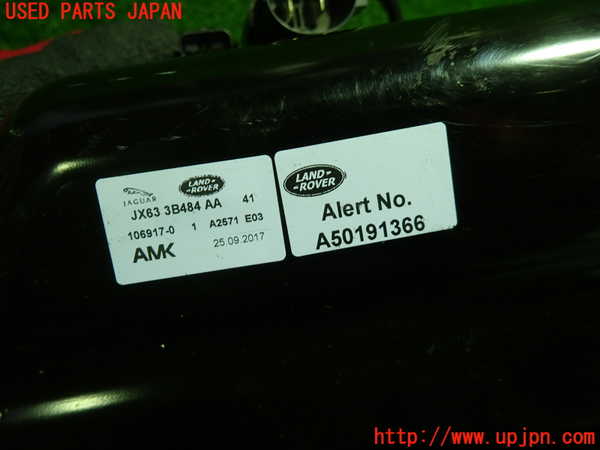 USED PARTS JAPAN
JAGUAR
LAND-
-ROVER
JX63 3B484 AA 41
106917-0 1 A2571 E03
AMK 25.09.2017
LAND-
-ROVER
Alert No.
A50191366
http://www.upjpn.com